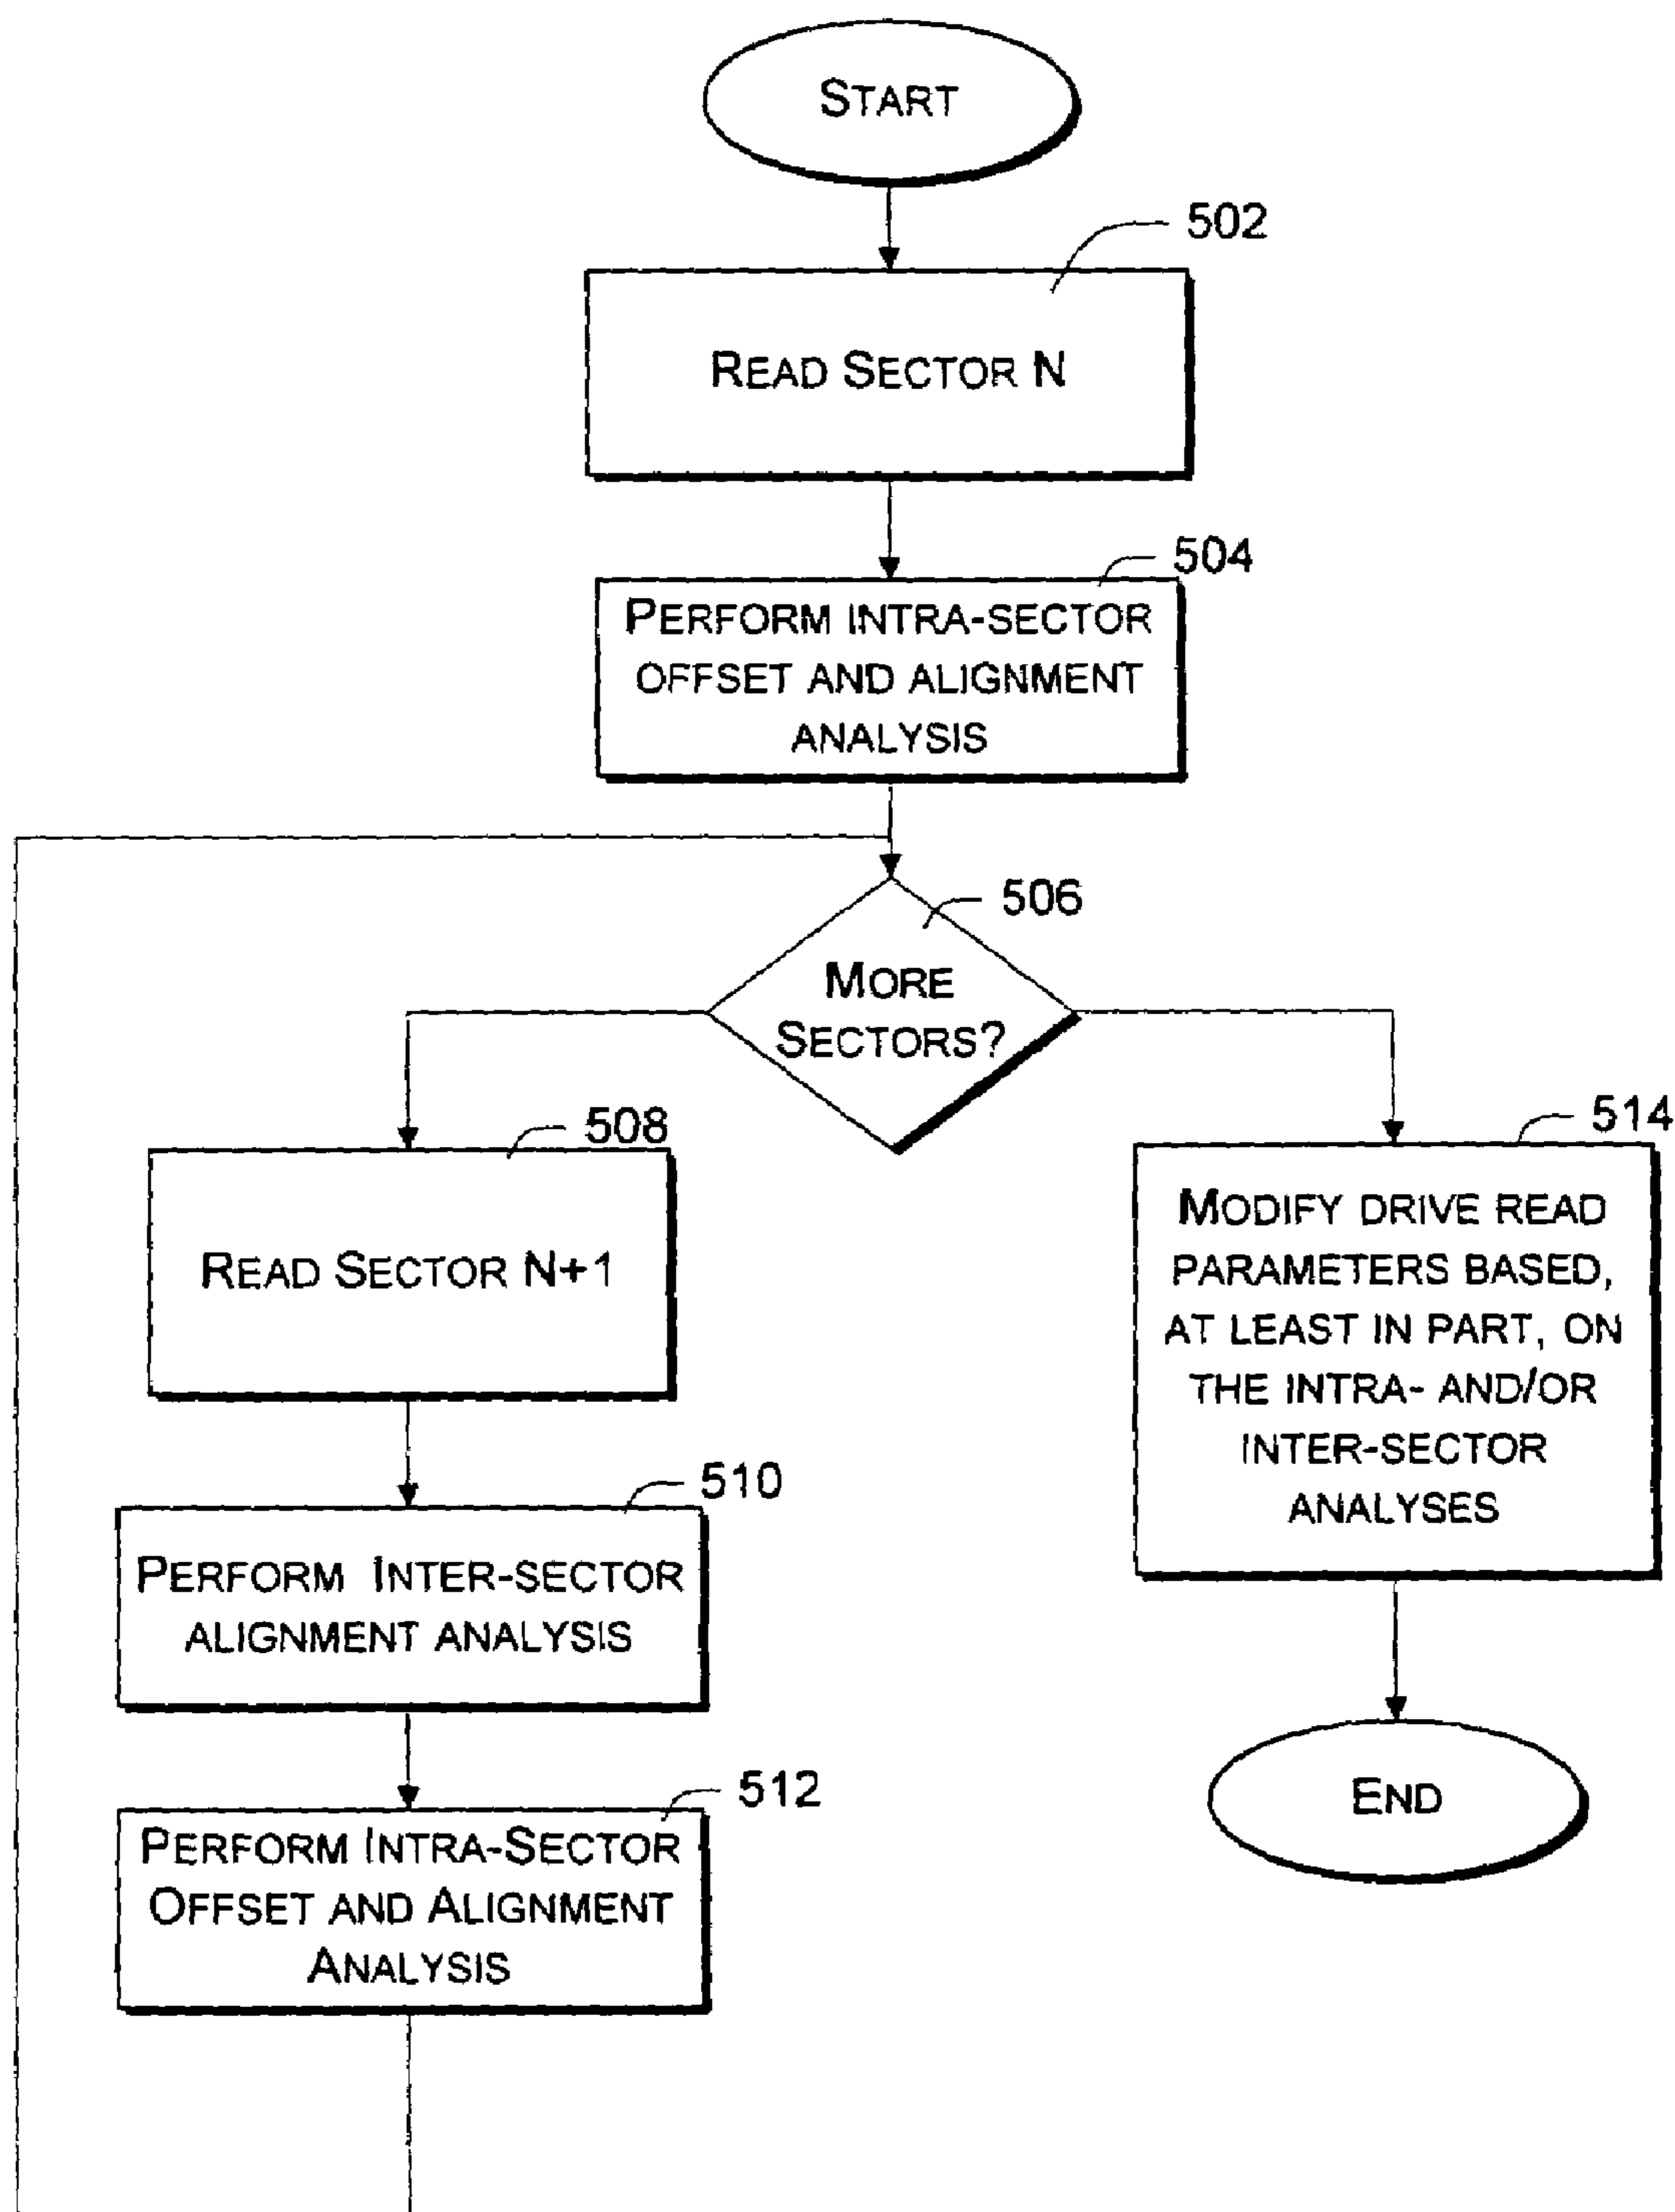 START
502
READ SECTOR N
504
PERFORM INTRA-SECTOR
OFFSET AND ALIGNMENT
ANALYSIS
506
MORE
SECTORS?
508
READ SECTOR N+1
510
PERFORM INTER-SECTOR
ALIGNMENT ANALYSIS
512
PERFORM INTRA-SECTOR
OFFSET AND ALIGNMENT
ANALYSIS
514
MODIFY DRIVE READ
PARAMETERS BASED,
AT LEAST IN PART, ON
THE INTRA- AND/OR
INTER-SECTOR
ANALYSES
END